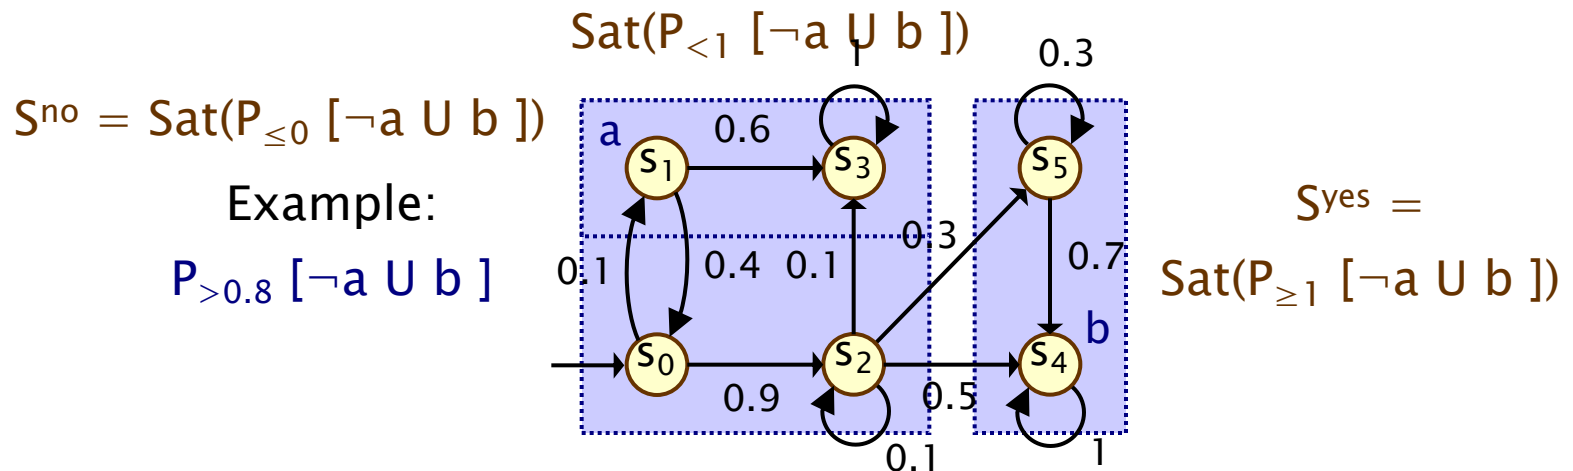 Sat(P<1 [¬a U b ])
1
0.3
Sno = Sat(P≤0 [¬a U b ])
a
0.6
s1
s3
s5
Example:
Syes =
0.1
0.4
0.1
0.3
0.7
P>0.8 [¬a U b ]
Sat(P≥1 [¬a U b ])
b
s0
s2
s4
0.9
0.5
0.1
1